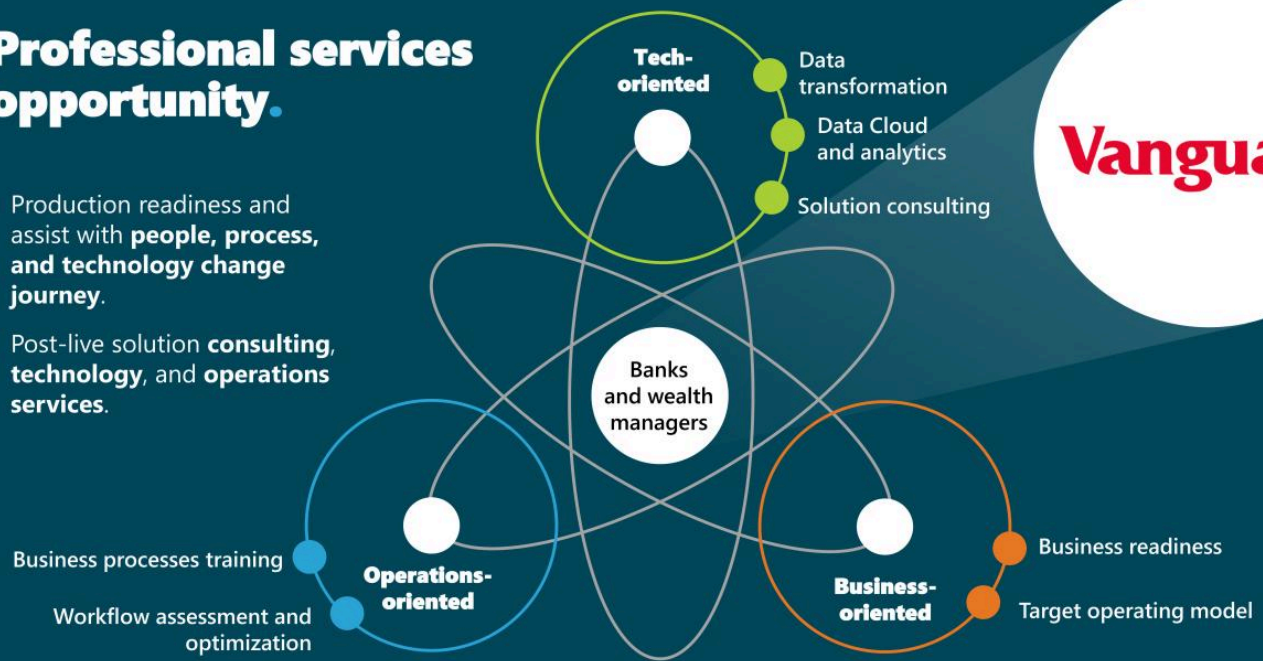 Professional services
opportunity.
Production readiness and
assist with people, process,
and technology change
journey.
Post-live solution consulting,
technology, and operations
services.
Tech-
oriented
Data
transformation
Data Cloud
and analytics
Solution consulting
Vangua
Banks
and wealth
managers
Business processes training
Workflow assessment and
optimization
Operations-
oriented
Business-
oriented
Business readiness
Target operating model